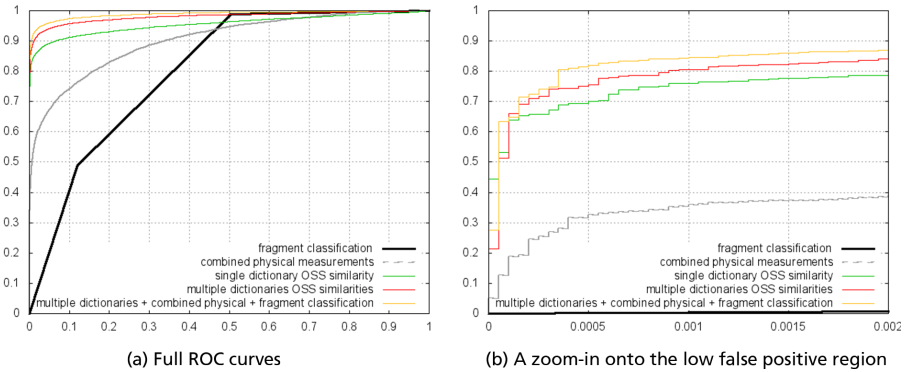 1
0.9
0.8
0.7
0.6
0.5
0.4
0.3
0.2
0.1
0
fragment classification
combined physical measurements
single dictionary OSS similarity
multiple dictionaries OSS similarities
multiple dictionaries + combined physical + fragment classification
0 0.1 0.2 0.3 0.4 0.5 0.6 0.7 0.8 0.9 1
(a) Full ROC curves
1
0.9
0.8
0.7
0.6
0.5
0.4
0.3
0.2
0.1
0
fragment classification
combined physical measurements
single dictionary OSS similarity
multiple dictionaries OSS similarities
multiple dictionaries + combined physical + fragment classification
0 0.0005 0.001 0.0015 0.002
(b) A zoom-in onto the low false positive region